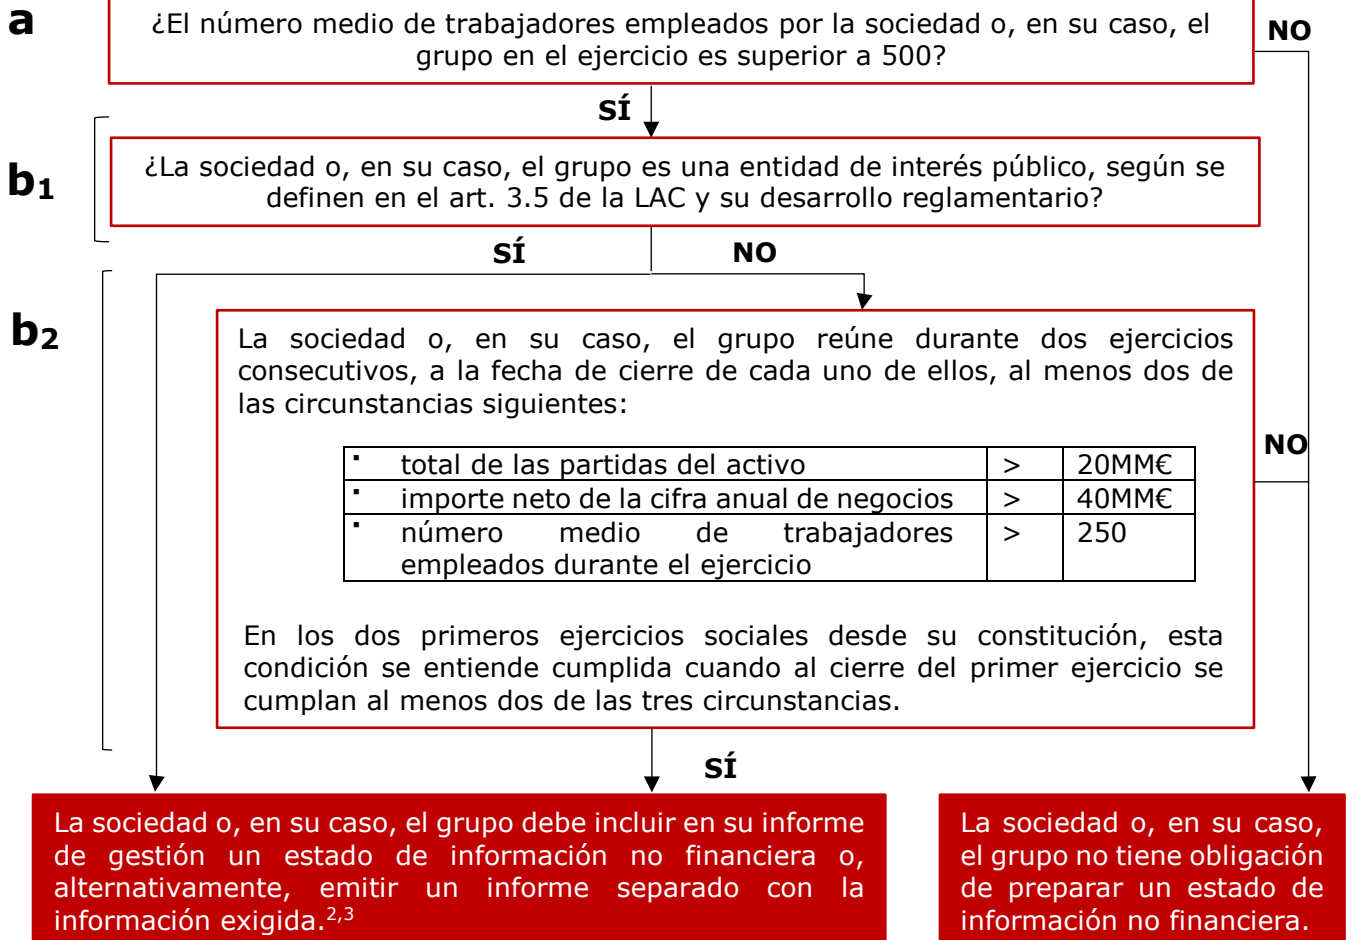 a
¿El número medio de trabajadores empleados por la sociedad o, en su caso, el
grupo en el ejercicio es superior a 500?
NO
SÍ
b1
¿La sociedad o, en su caso, el grupo es una entidad de interés público, según se
definen en el art. 3.5 de la LAC y su desarrollo reglamentario?
SÍ
NO
b2
La sociedad o, en su caso, el grupo reúne durante dos ejercicios
consecutivos, a la fecha de cierre de cada uno de ellos, al menos dos de
las circunstancias siguientes:
▪ total de las partidas del activo > 20MM€
▪ importe neto de la cifra anual de negocios > 40MM€
▪ número medio de trabajadores > 250
empleados durante el ejercicio
NO
En los dos primeros ejercicios sociales desde su constitución, esta
condición se entiende cumplida cuando al cierre del primer ejercicio se
cumplan al menos dos de las tres circunstancias.
SÍ
La sociedad o, en su caso, el grupo debe incluir en su informe
de gestión un estado de información no financiera o,
alternativamente, emitir un informe separado con la
información exigida.2,3
La sociedad o, en su caso,
el grupo no tiene obligación
de preparar un estado de
información no financiera.